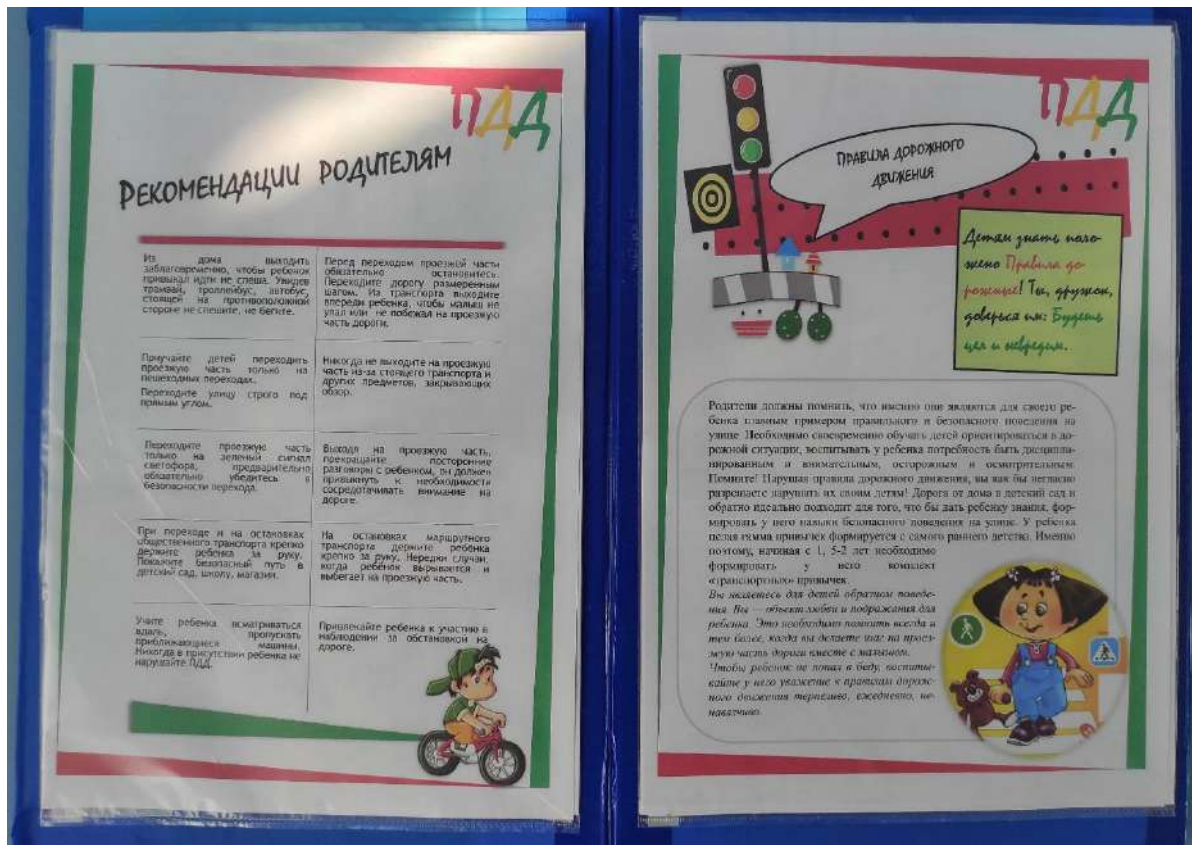 ПДД
РЕКОМЕНДАЦИИ РОДИТЕЛЯМ
Из дома выходить
заблаговременно, чтобы ребенок
привыкал идти не спеша. Увидев
трамвай, троллейбус, автобус,
стоящей на противоположной
стороне не спешите, не бегите.
Перед переходом проезжей части
обязательно остановитесь.
Переходите дорогу размеренным
шагом. Из транспорта выходите
впереди ребенка, чтобы малыш не
упал или не побежал на проезжую
часть дороги.
Приучайте детей переходить
проезжую часть только на
пешеходных переходах.
Переходите улицу строго под
прямым углом.
Никогда не выходите на проезжую
часть из-за стоящего транспорта и
других предметов, закрывающих
обзор.
Переходите проезжую часть
только на зеленый сигнал
светофора, предварительно
обязательно убедитесь в
безопасности перехода.
Выходя на проезжую часть,
прекращайте посторонние
разговоры с ребенком, он должен
привыкнуть к необходимости
сосредотачивать внимание на
дороге.
При переходе и на остановках
общественного транспорта крепко
держите ребенка за руку.
Покажите безопасный путь в
детский сад, школу, магазин.
На остановках маршрутного
транспорта держите ребенка
крепко за руку. Нередки случаи,
когда ребенок вырывается и
выбегает на проезжую часть.
Учите ребенка всматриваться
вдаль, пропускать
приближающиеся машины.
Никогда в присутствии ребенка не
нарушайте ПДД.
Привлекайте ребенка к участию в
наблюдении за обстановкой на
дороге.
ПДД
ПРАВИЛА ДОРОЖНОГО
ДВИЖЕНИЯ
Детям знать поло-
жено Правила до-
рожные! Ты, дружок,
доверься им: Будешь
цел и невредим.
Родители должны помнить, что именно они являются для своего ре-
бенка главным примером правильного и безопасного поведения на
улице. Необходимо своевременно обучать детей ориентироваться в до-
рожной ситуации, воспитывать у ребенка потребность быть дисципли-
нированным и внимательным, осторожным и осмотрительным.
Помните! Нарушая правила дорожного движения, вы как бы негласно
разрешаете нарушать их своим детям! Дорога от дома в детский сад и
обратно идеально подходит для того, что бы дать ребенку знания, фор-
мировать у него навыки безопасного поведения на улице. У ребенка
целая гамма привычек формируется с самого раннего детства. Именно
поэтому, начиная с 1, 5-2 лет необходимо
формировать у него комплект
«транспортных» привычек.
Вы являетесь для детей образцом поведе-
ния. Вы — объект любви и подражания для
ребенка. Это необходимо помнить всегда и
тем более, когда вы делаете шаг на проез-
жую часть дороги вместе с малышом.
Чтобы ребенок не попал в беду, воспиты-
вайте у него уважение к правилам дорож-
ного движения терпеливо, ежедневно, не-
навязчиво.